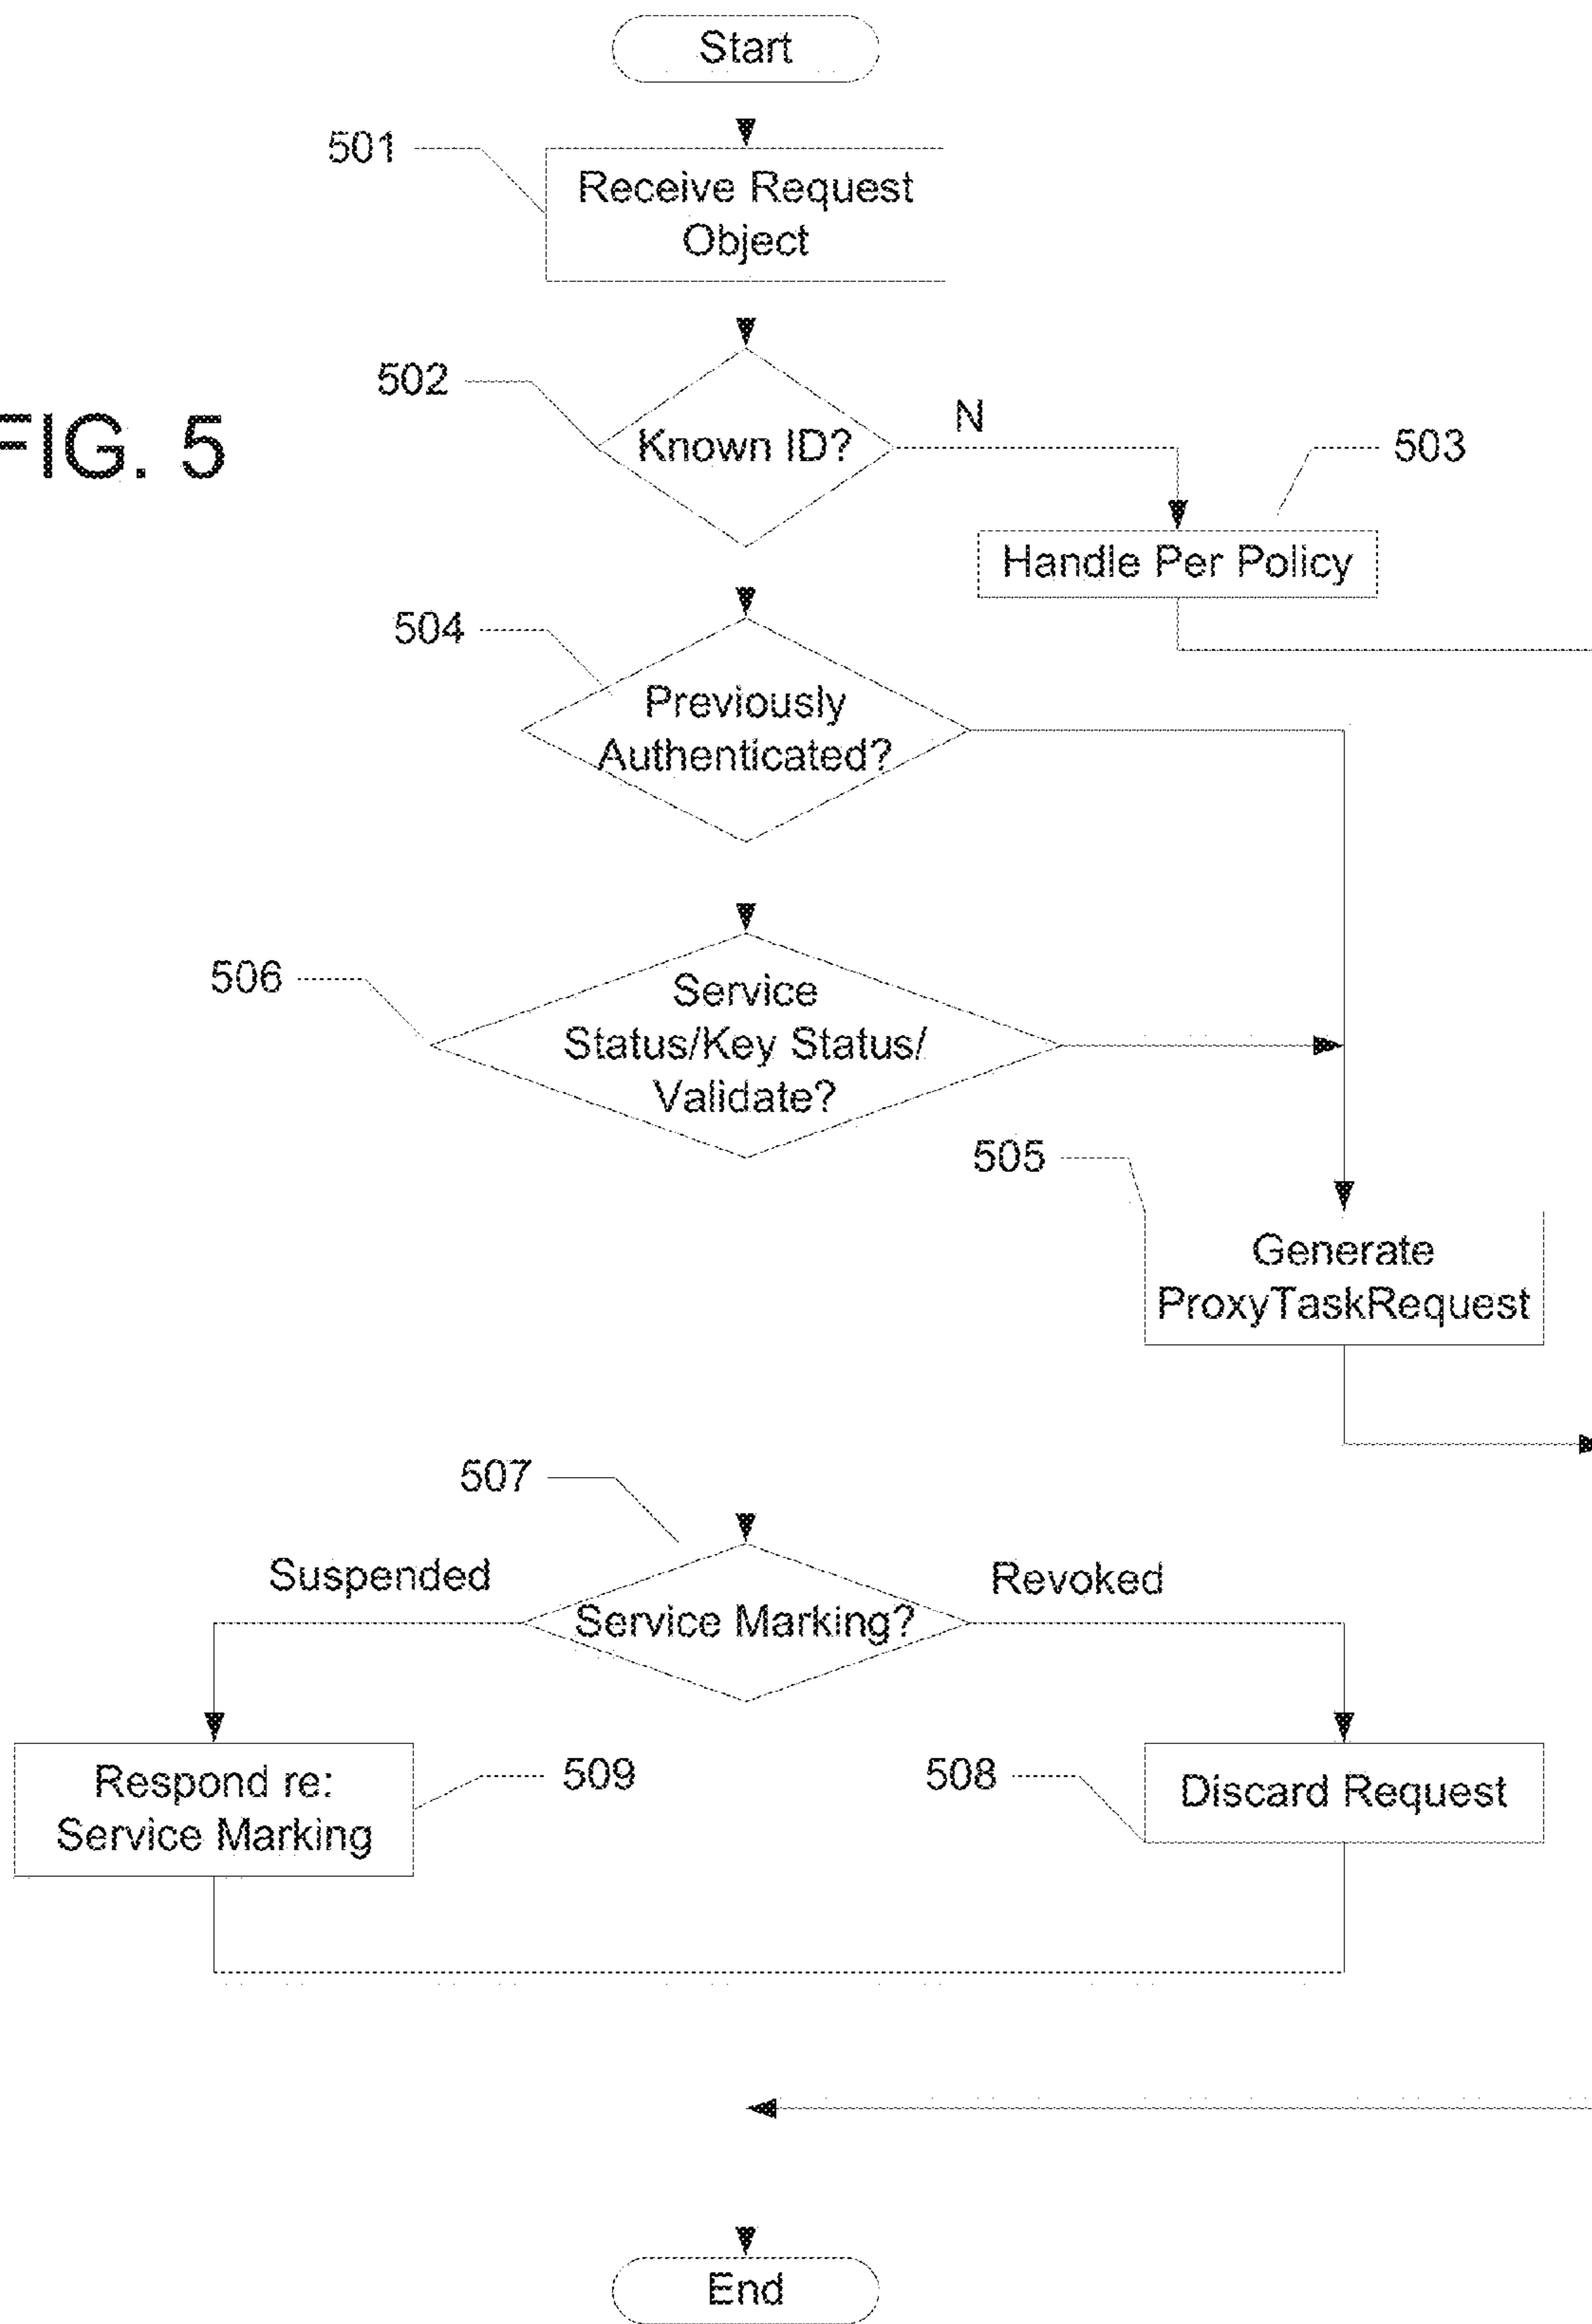 Start
501
Receive Request
Object
502
N
FIG. 5
Known ID?
503
Handle Per Policy
504
Previously
Authenticated?
506
Service
Status/Key Status/
Validate?
505
Generate
ProxyTaskRequest
507
Suspended
Revoked
Service Marking?
Respond re:
Service Marking
509
508
Discard Request
End